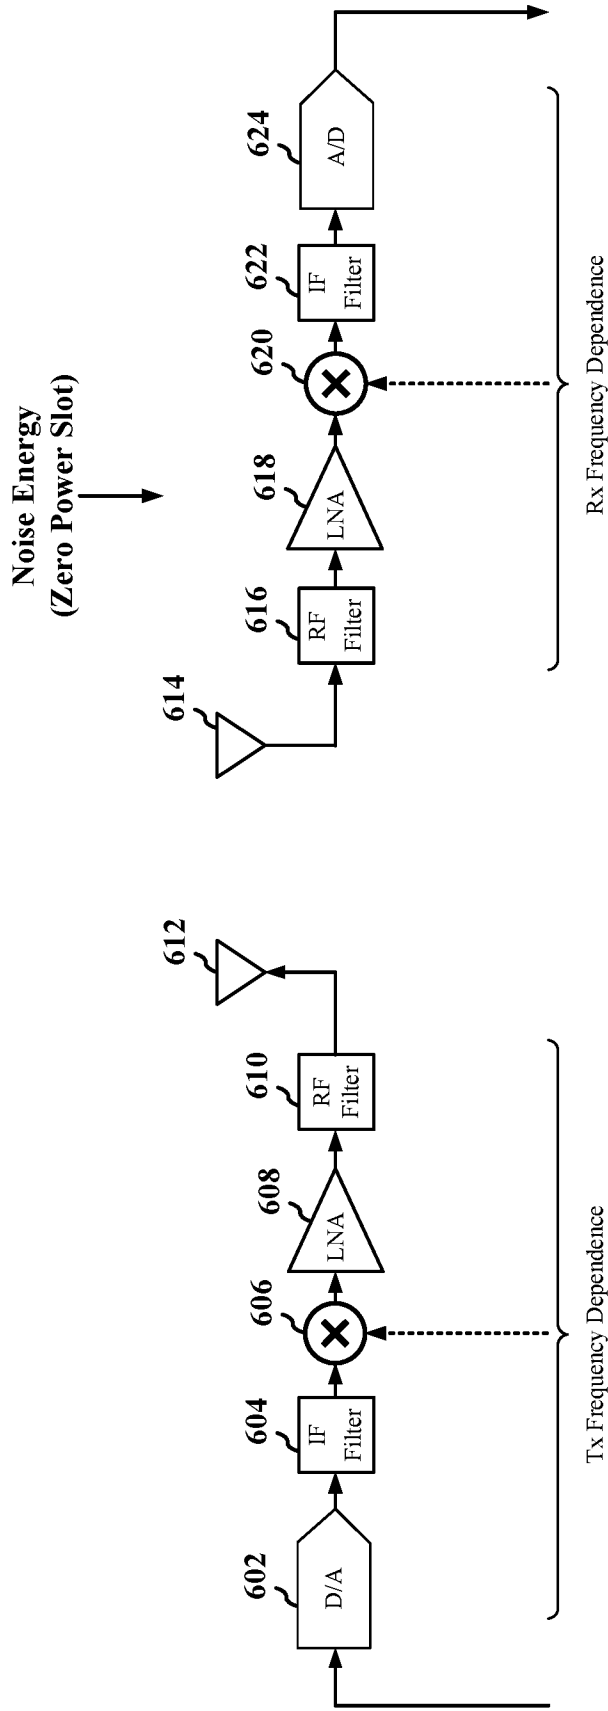 Noise Energy
(Zero Power Slot)
602
D/A
604
IF
Filter
606
608
LNA
610
RF
Filter
612
614
616
RF
Filter
618
LNA
620
622
IF
Filter
624
A/D
Tx Frequency Dependence
Rx Frequency Dependence